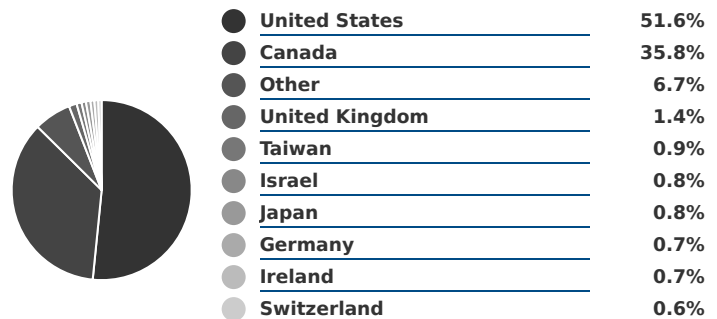 United States 51.6%
Canada 35.8%
Other 6.7%
United Kingdom 1.4%
Taiwan 0.9%
Israel 0.8%
Japan 0.8%
Germany 0.7%
Ireland 0.7%
Switzerland 0.6%